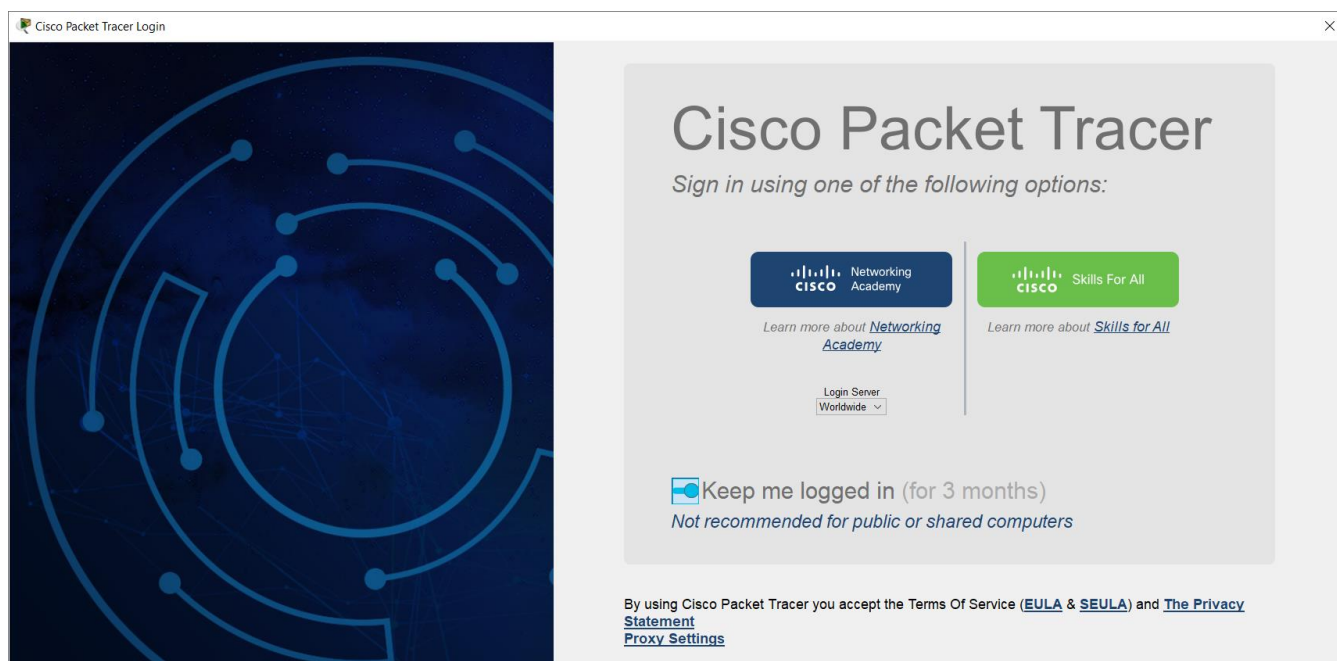 Cisco Packet Tracer Login
Cisco Packet Tracer
Sign in using one of the following options:
CISCO
Networking
Academy
CISCO
Skills For All
Learn more about Networking
Academy
Learn more about Skills for All
Login Server
Worldwide
Keep me logged in (for 3 months)
Not recommended for public or shared computers
By using Cisco Packet Tracer you accept the Terms Of Service (EULA & SEULA) and The Privacy
Statement
Proxy Settings